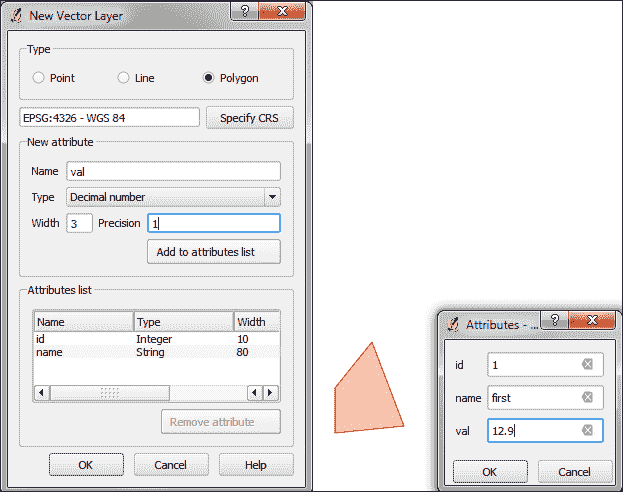 New Vector Layer
Type
Point Line Polygon
EPSG:4326 - WGS 84 Specify CRS
New attribute
Name val
Type Decimal number
Width 3 Precision 1
Add to attributes list
Attributes list
Name Type Width
id Integer 10
name String 80
Remove attribute
OK Cancel Help
Attributes - ...
id 1
name first
val 12.9
OK Cancel